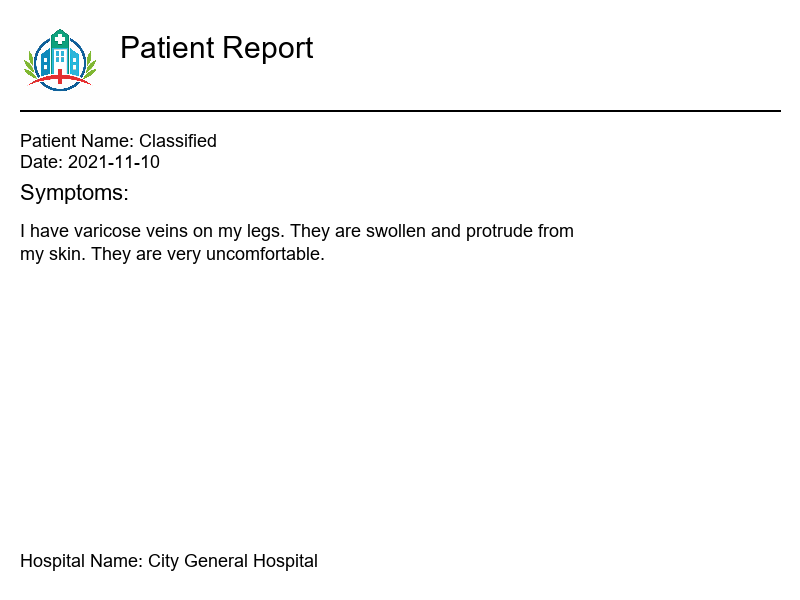 Patient Report
Patient Name: Classified
Date: 2021-11-10
Symptoms:
I have varicose veins on my legs. They are swollen and protrude from
my skin. They are very uncomfortable.
Hospital Name: City General Hospital